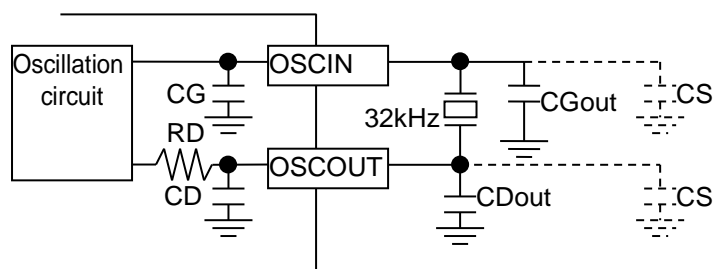 Oscillation
circuit
OSCIN
CG
RD
CD
OSCOUT
32kHz
CGout
CS
CDout
CS